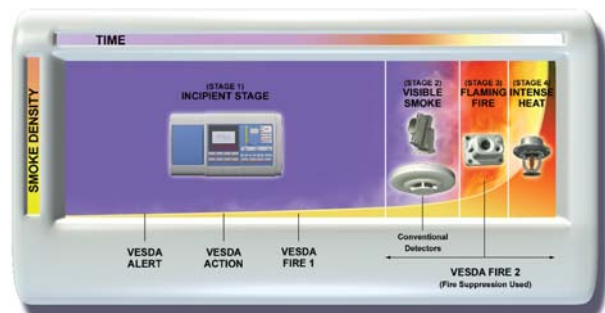 TIME
SMOKE DENSITY
(STAGE 1)
INCIPIENT STAGE
(STAGE 2)
VISIBLE
SMOKE
(STAGE 3)
FLAMING
FIRE
(STAGE 4)
INTENSE
HEAT
VESDA
ALERT
VESDA
ACTION
VESDA
FIRE 1
Conventional
Detectors
VESDA FIRE 2
(Fire Suppression Used)